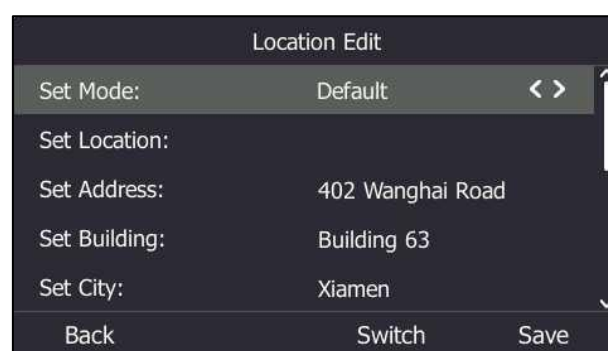 Location Edit
Set Mode: Default < >
Set Location:
Set Address: 402 Wanghai Road
Set Building: Building 63
Set City: Xiamen
Back Switch Save